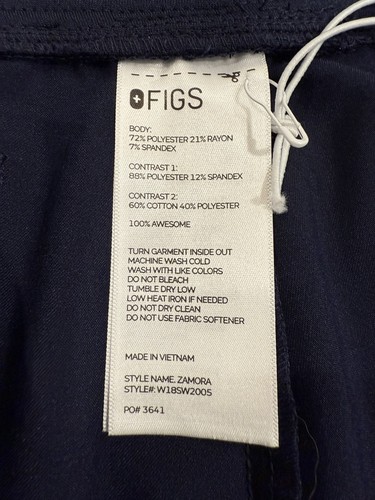 FIGS
BODY:
72% POLYESTER 21% RAYON
7% SPANDEX
CONTRAST 1:
88% POLYESTER 12% SPANDEX
CONTRAST 2:
60% COTTON 40% POLYESTER
100% AWESOME
TURN GARMENT INSIDE OUT
MACHINE WASH COLD
WASH WITH LIKE COLORS
DO NOT BLEACH
TUMBLE DRY LOW
LOW HEAT IRON IF NEEDED
DO NOT DRY CLEAN
DO NOT USE FABRIC SOFTENER
MADE IN VIETNAM
STYLE NAME. ZAMORA
STYLE#: W18SW2005
PO# 3641